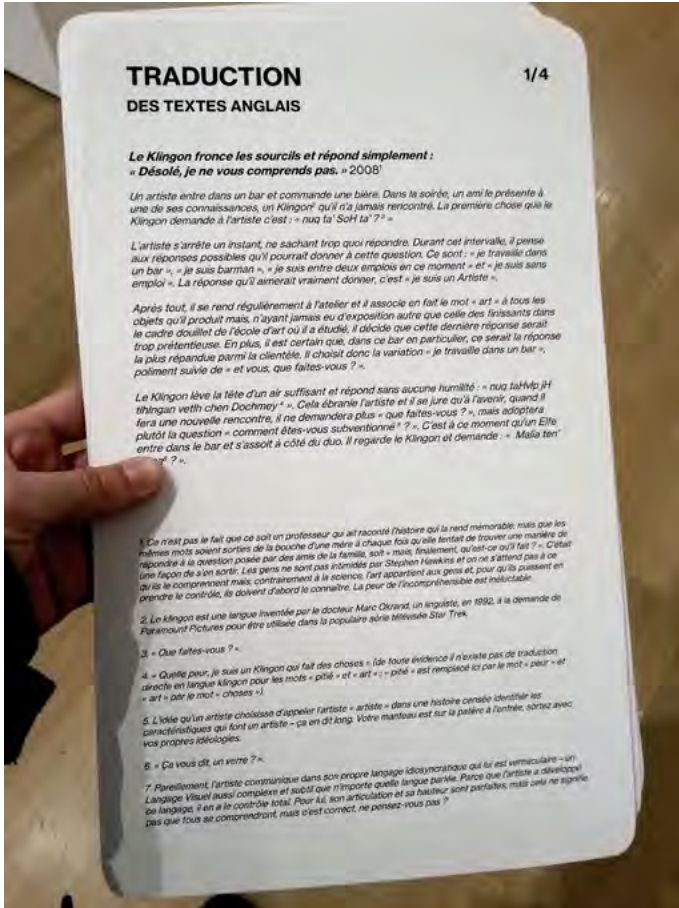 TRADUCTION
1/4
DES TEXTES ANGLAIS
Le Klingon fronce les sourcils et répond simplement :
« Désolé, je ne vous comprends pas. » 2008¹
Un artiste entre dans un bar et commande une bière. Dans la soirée, un ami le présente à
une de ses connaissances, un Klingon² qu'il n'a jamais rencontré. La première chose que le
Klingon demande à l'artiste c'est : « nuq ta' SoH ta' ? ³ »
L'artiste s'arrête un instant, ne sachant trop quoi répondre. Durant cet intervalle, il pense
aux réponses possibles qu'il pourrait donner à cette question. Ce sont : « je travaille dans
un bar », « je suis barman », « je suis entre deux emplois en ce moment » et « je suis sans
emploi ». La réponse qu'il aimerait vraiment donner, c'est « je suis un Artiste ».
Après tout, il se rend régulièrement à l'atelier et il associe en fait le mot « art » à tous les
objets qu'il produit mais, n'ayant jamais eu d'exposition autre que celle des finissants dans
le cadre douillet de l'école d'art où il a étudié, il décide que cette dernière réponse serait
trop prétentieuse. En plus, il est certain que, dans ce bar en particulier, ce serait la réponse
la plus répandue parmi la clientèle. Il choisit donc la variation « je travaille dans un bar »,
poliment suivie de « et vous, que faites-vous ? ».
Le Klingon lève la tête d'un air suffisant et répond sans aucune humilité : « nuq taHvIp jIH
tlhIngan vetlh chen Dochmey ⁴ ». Cela ébranle l'artiste et il se jure qu'à l'avenir, quand il
fera une nouvelle rencontre, il ne demandera plus « que faites-vous ? », mais adoptera
plutôt la question « comment êtes-vous subventionné ⁵ ? ». C'est à ce moment qu'un Elfe
entre dans le bar et s'assoit à côté du duo. Il regarde le Klingon et demande : « Malia ten'
⁶ ? ».
1. Ce n'est pas le fait que ce soit un professeur qui ait raconté l'histoire qui la rend mémorable, mais que les
mêmes mots soient sorties de la bouche d'une mère à chaque fois qu'elle tentait de trouver une manière de
répondre à la question posée par des amis de la famille, soit « mais, finalement, qu'est-ce qu'il fait ? ». C'était
une façon de s'en sortir. Les gens ne sont pas intimidés par Stephen Hawkins et on ne s'attend pas à ce
qu'ils le comprennent mais, contrairement à la science, l'art appartient aux gens et, pour qu'ils puissent en
prendre le contrôle, ils doivent d'abord le connaître. La peur de l'incompréhensible est inéluctable.
2. Le klingon est une langue inventée par le docteur Marc Okrand, un linguiste, en 1992, à la demande de
Paramount Pictures pour être utilisée dans la populaire série télévisée Star Trek.
3. « Que faites-vous ? ».
4. « Quelle peur, je suis un Klingon qui fait des choses » (de toute évidence il n'existe pas de traduction
directe en langue klingon pour les mots « pitié » et « art » ; « pitié » est remplacé ici par le mot « peur » et
« art » par le mot « choses »).
5. L'idée qu'un artiste choisisse d'appeler l'artiste « artiste » dans une histoire censée identifier les
caractéristiques qui font un artiste – ça en dit long. Votre manteau est sur la patère à l'entrée, sortez avec
vos propres idéologies.
6. « Ça vous dit, un verre ? ».
7. Pareillement, l'artiste communique dans son propre langage idiosyncratique qui lui est vernaculaire – un
Langage Visuel aussi complexe et subtil que n'importe quelle langue parlée. Parce que l'artiste a développé
ce langage, il en a le contrôle total. Pour lui, son articulation et sa hauteur sont parfaites, mais cela ne signifie
pas que tous se comprendront, mais c'est correct, ne pensez-vous pas ?